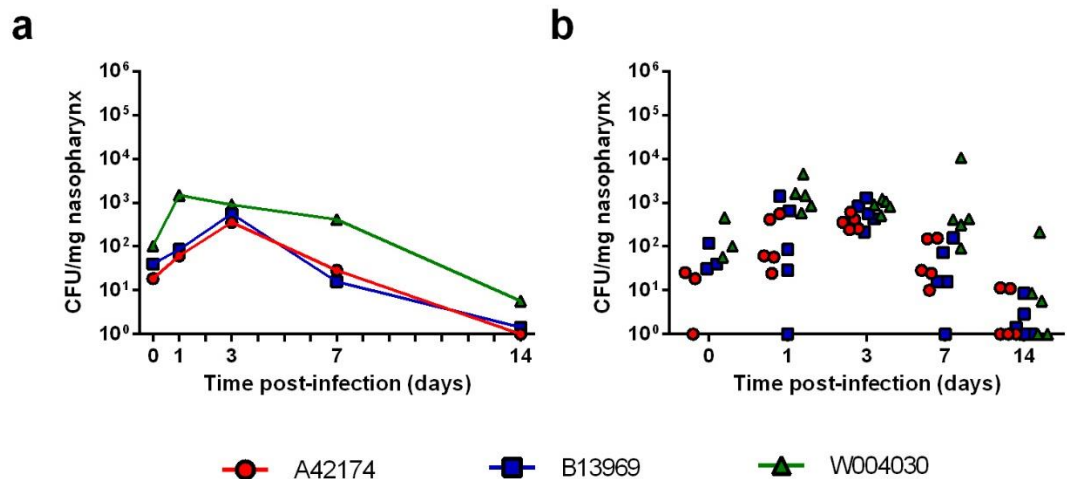 a
CFU/mg nasopharynx
10⁶
10⁵
10⁴
10³
10²
10¹
10⁰
0 1 3 7 14
Time post-infection (days)
b
CFU/mg nasopharynx
10⁶
10⁵
10⁴
10³
10²
10¹
10⁰
0 1 3 7 14
Time post-infection (days)
A42174 B13969 W004030